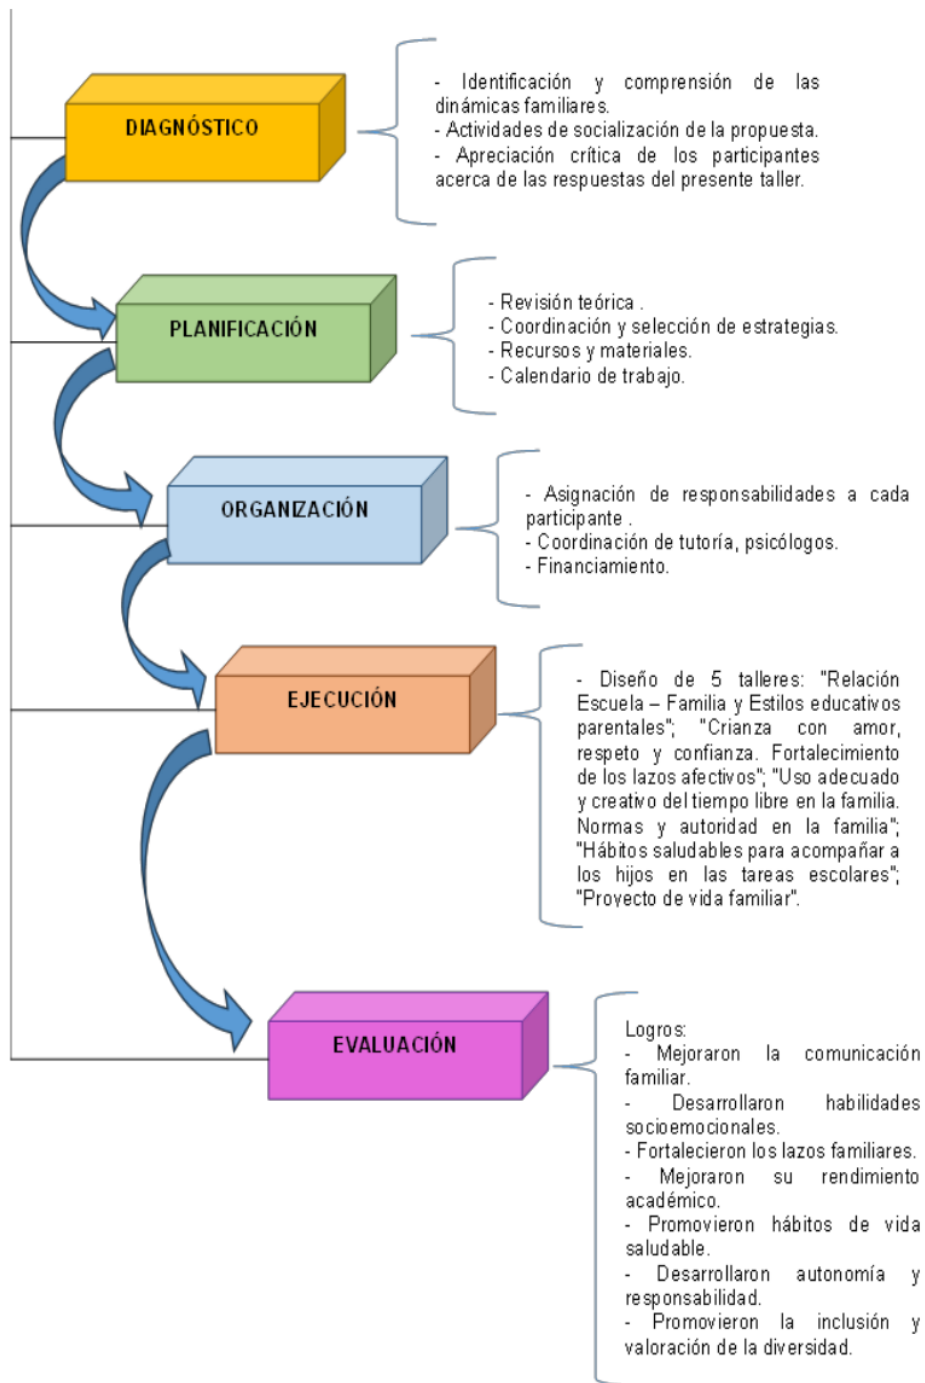 DIAGNÓSTICO
- Identificación y comprensión de las
dinámicas familiares.
- Actividades de socialización de la propuesta.
- Apreciación crítica de los participantes
acerca de las respuestas del presente taller.
PLANIFICACIÓN
- Revisión teórica .
- Coordinación y selección de estrategias.
- Recursos y materiales.
- Calendario de trabajo.
ORGANIZACIÓN
- Asignación de responsabilidades a cada
participante .
- Coordinación de tutoría, psicólogos.
- Financiamiento.
EJECUCIÓN
- Diseño de 5 talleres: "Relación
Escuela – Familia y Estilos educativos
parentales"; "Crianza con amor,
respeto y confianza. Fortalecimiento
de los lazos afectivos"; "Uso adecuado
y creativo del tiempo libre en la familia.
Normas y autoridad en la familia";
"Hábitos saludables para acompañar a
los hijos en las tareas escolares";
"Proyecto de vida familiar".
EVALUACIÓN
Logros:
- Mejoraron la comunicación
familiar.
- Desarrollaron habilidades
socioemocionales.
- Fortalecieron los lazos familiares.
- Mejoraron su rendimiento
académico.
- Promovieron hábitos de vida
saludable.
- Desarrollaron autonomía y
responsabilidad.
- Promovieron la inclusión y
valoración de la diversidad.